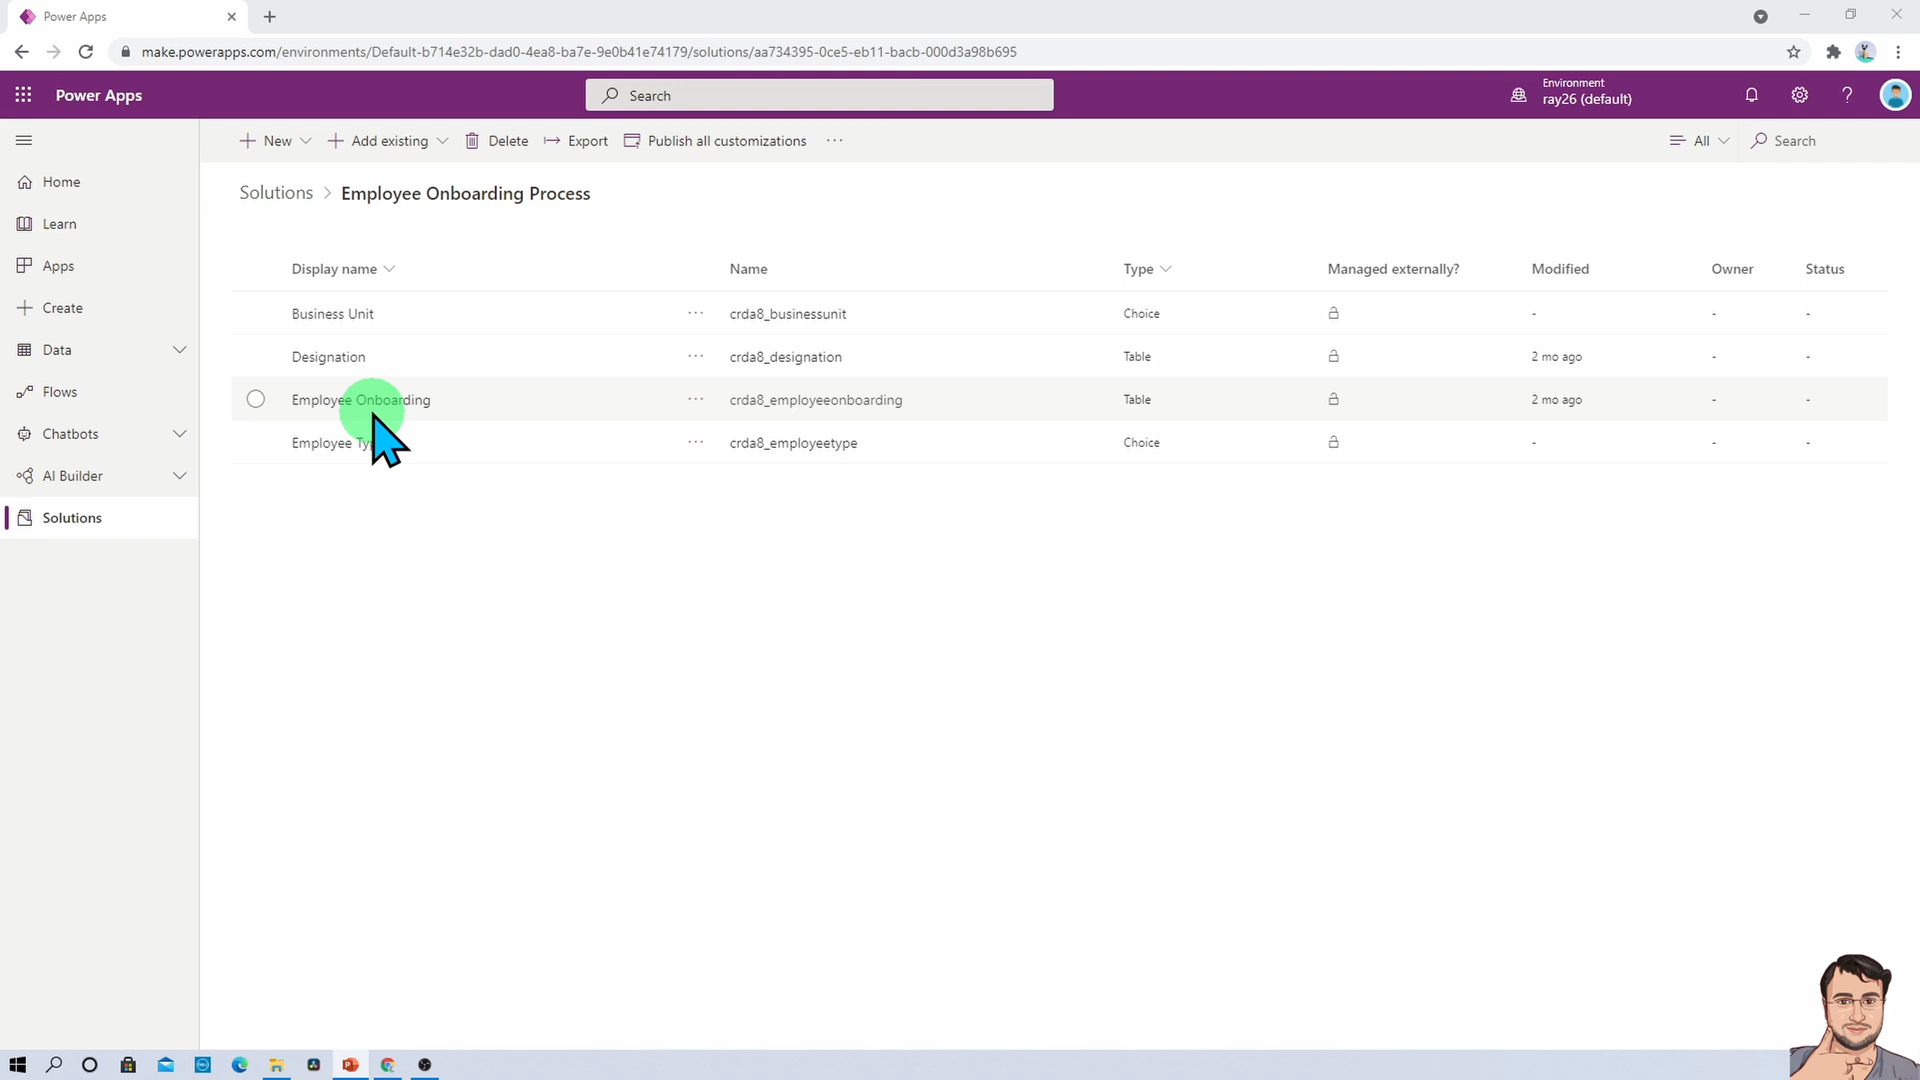 Power Apps
make.powerapps.com/environments/Default-b714e32b-dad0-4ea8-ba7e-9e0b41e74179/solutions/aa734395-0ce5-eb11-bacb-000d3a98b695
Power Apps
Search
Environment
ray26 (default)
New
Add existing
Delete
Export
Publish all customizations
All
Search
Home
Learn
Apps
Create
Data
Flows
Chatbots
AI Builder
Solutions
Solutions > Employee Onboarding Process
Display name Name Type Managed externally? Modified Owner Status
Business Unit crda8_businessunit Choice - - -
Designation crda8_designation Table 2 mo ago - -
Employee Onboarding crda8_employeeonboarding Table 2 mo ago - -
Employee crda8_employeetype Choice - - -